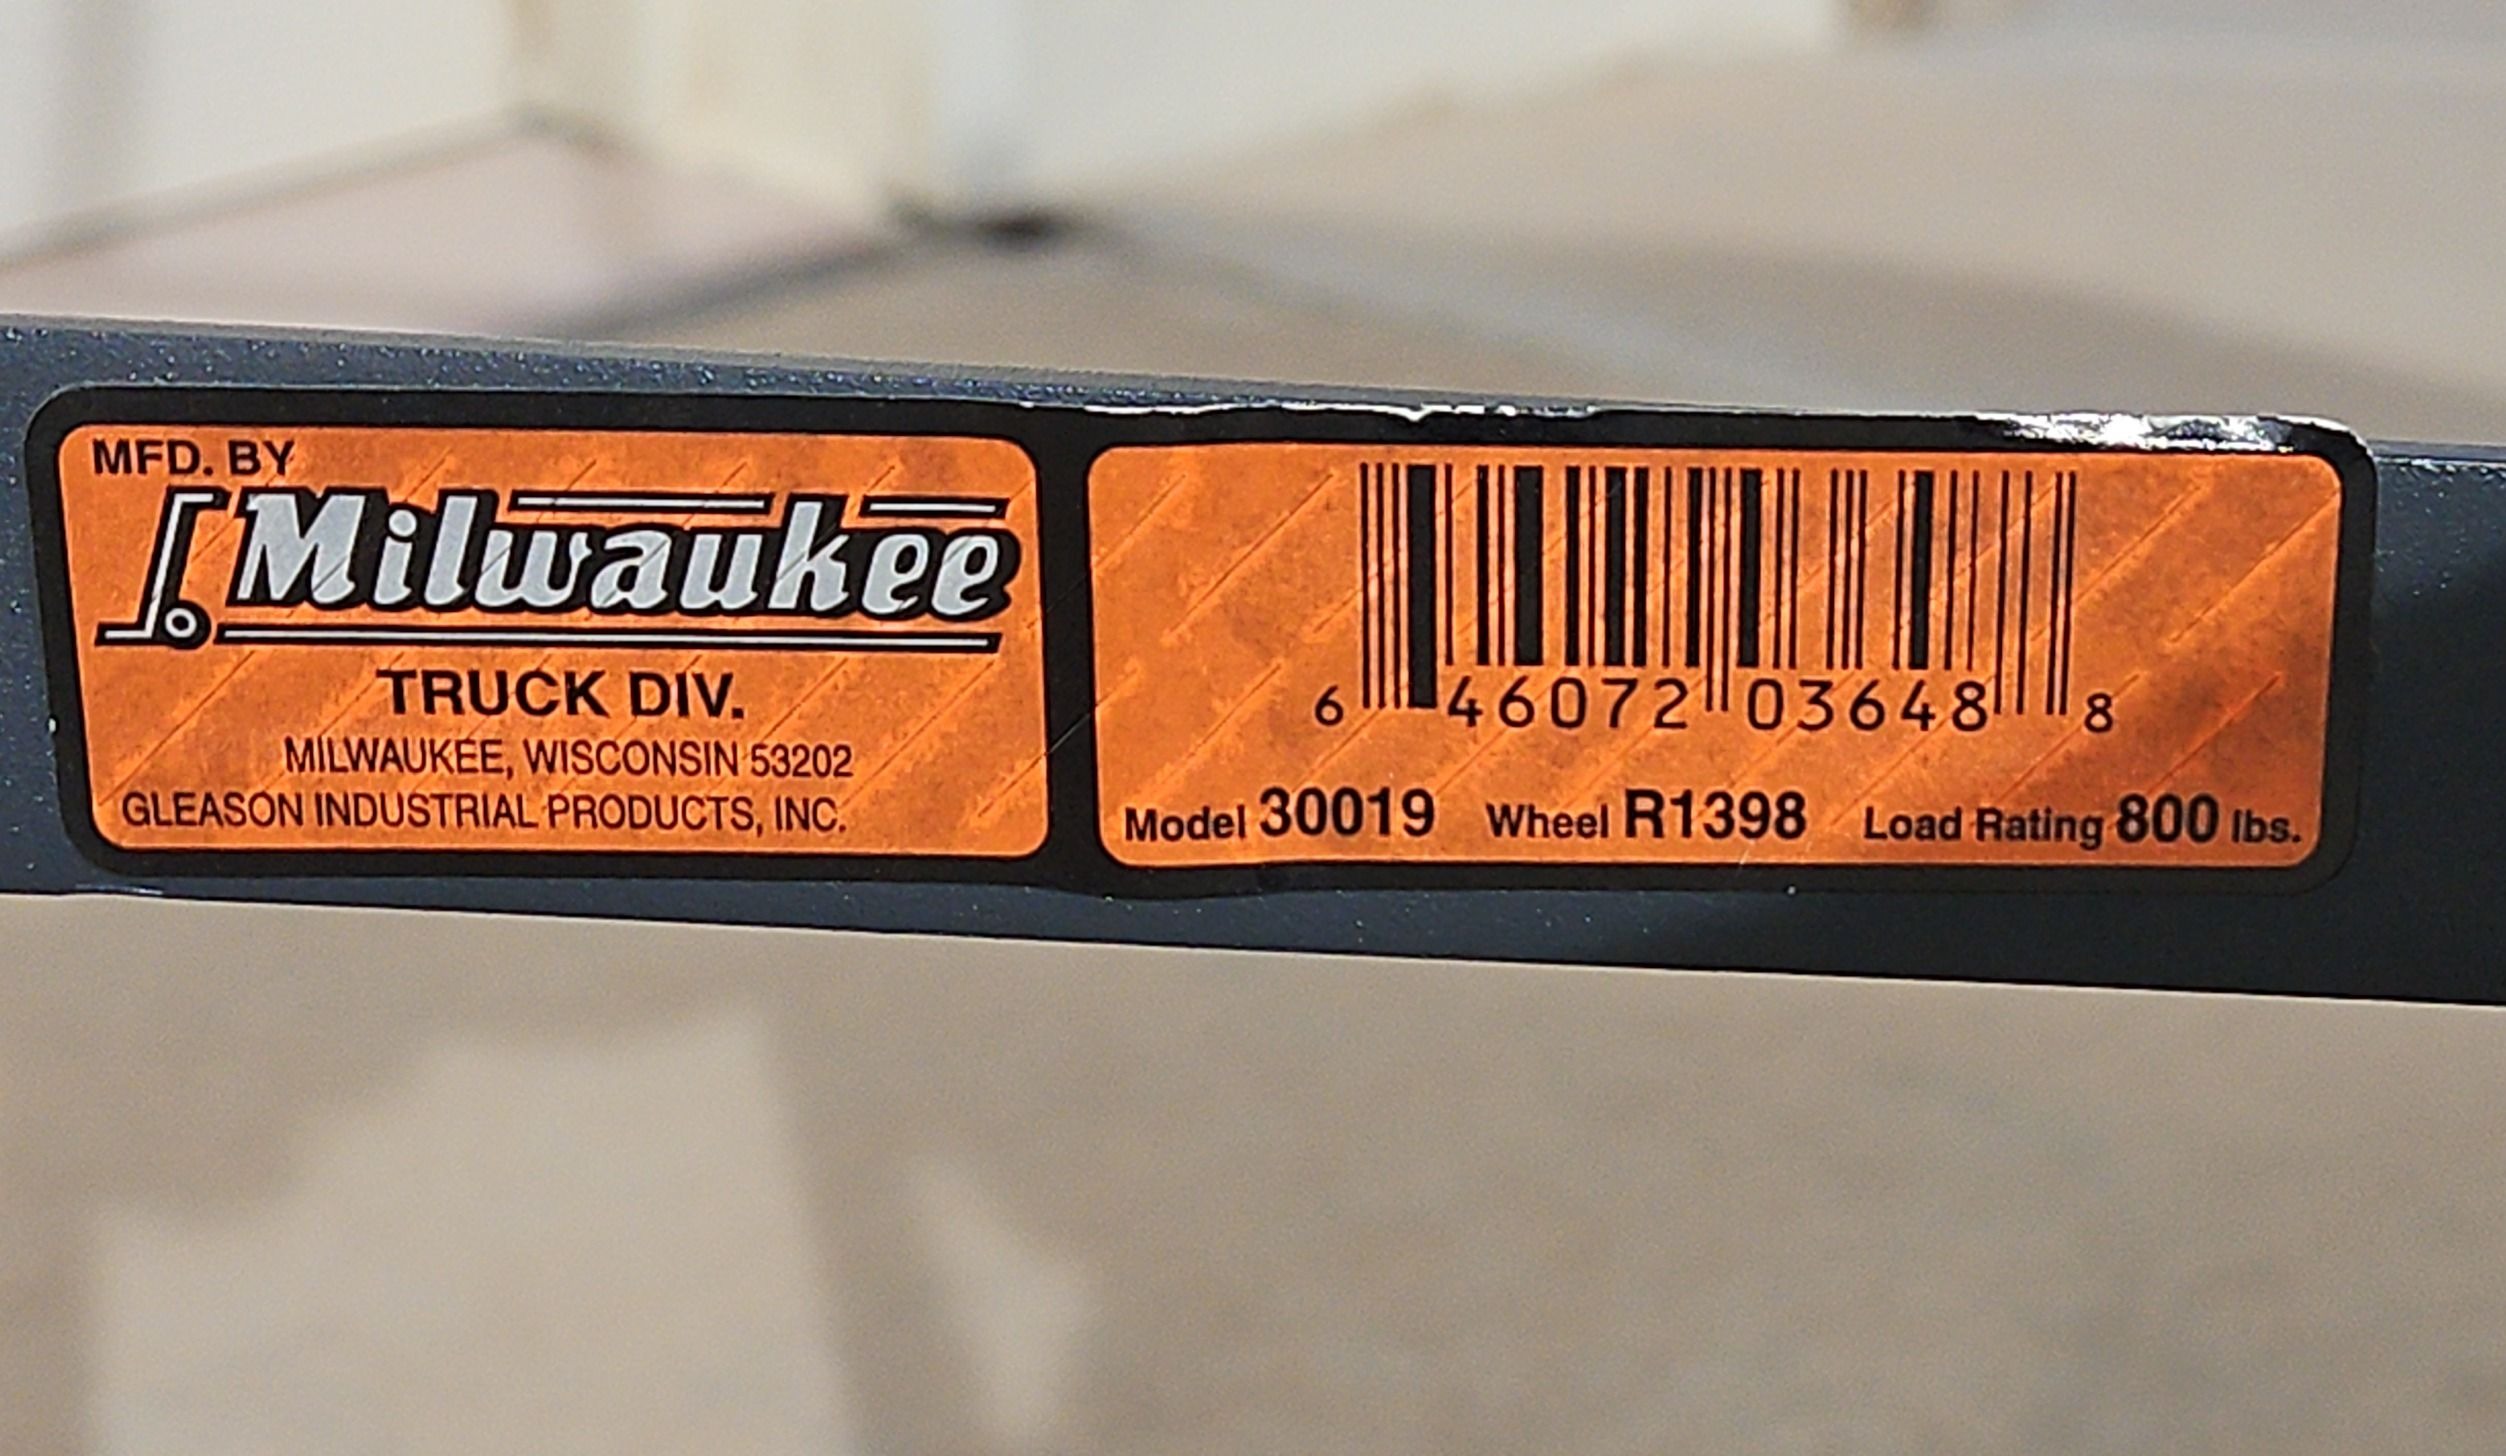 MFD. BY
Milwaukee
TRUCK DIV.
MILWAUKEE, WISCONSIN 53202
GLEASON INDUSTRIAL PRODUCTS, INC.
6 46072 03648 8
Model 30019 Wheel R1398 Load Rating 800 lbs.